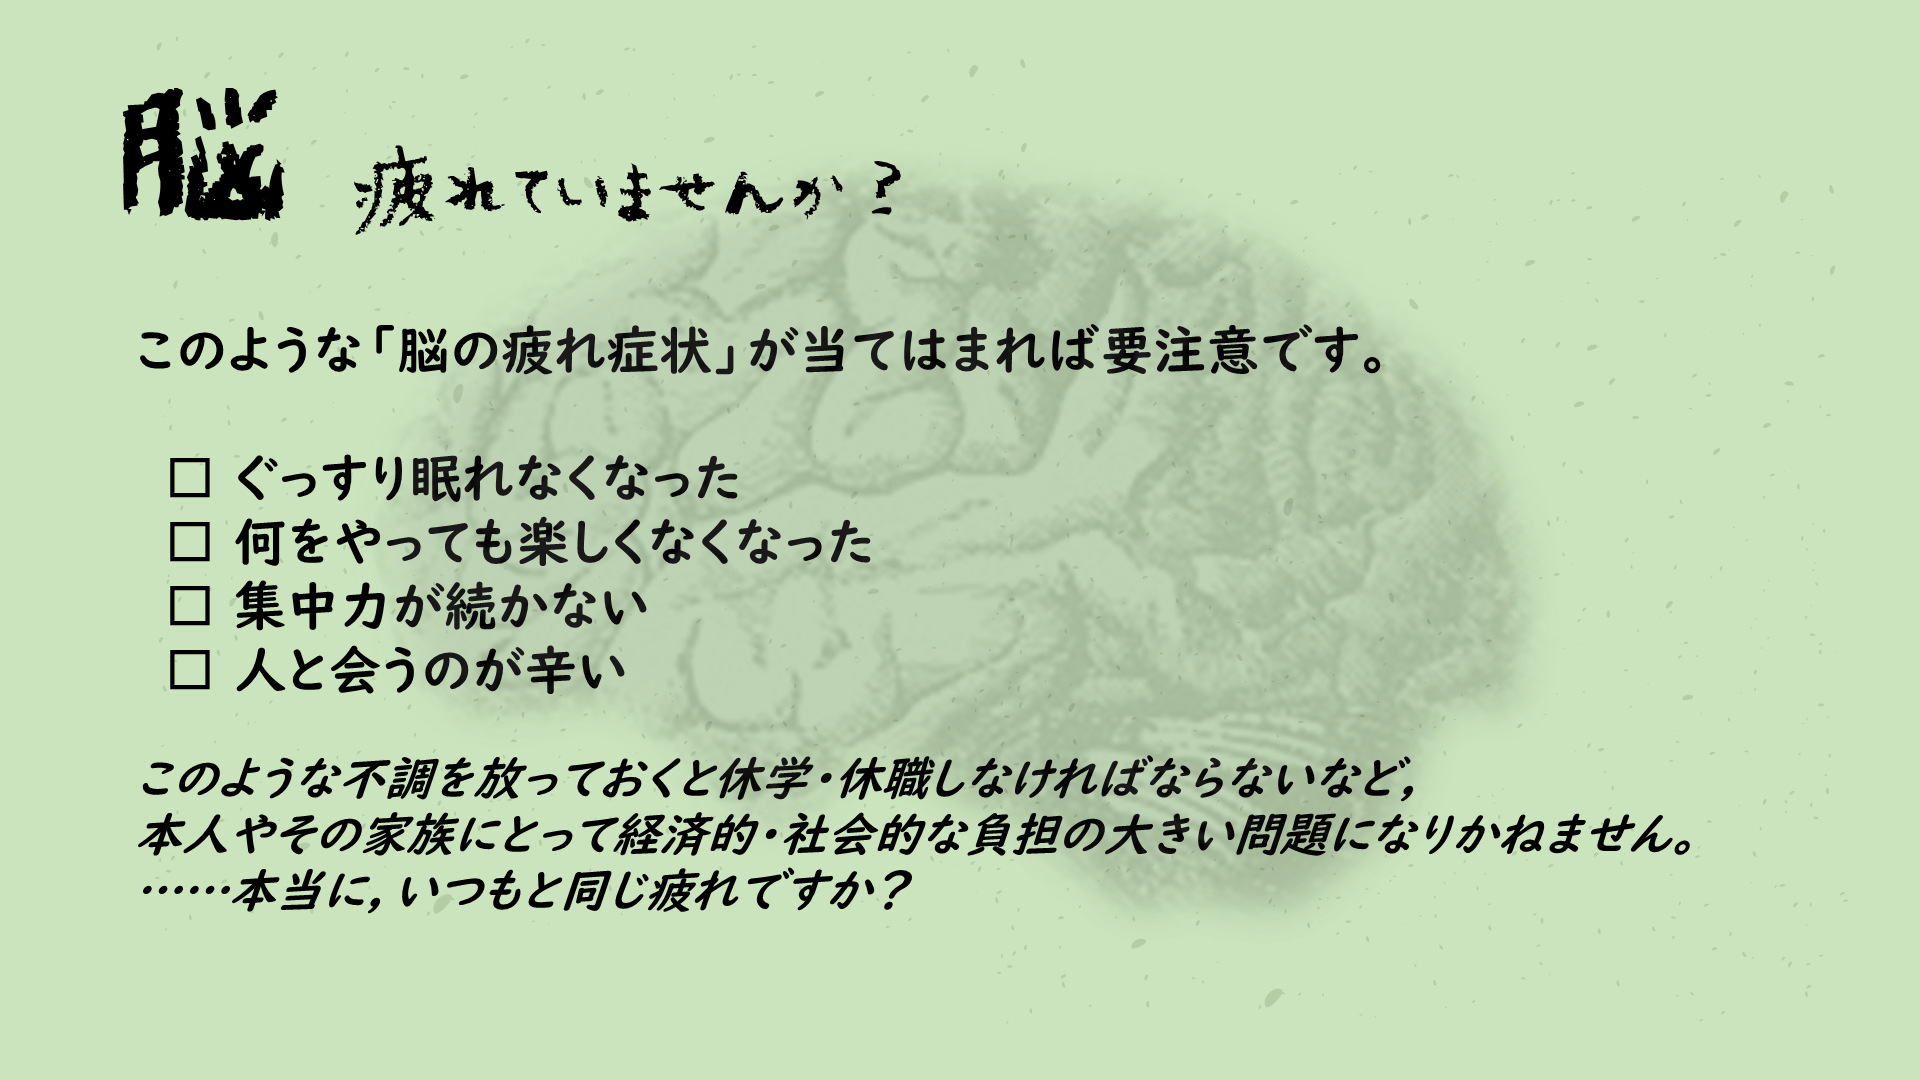 脳 疲れていませんか？
このような「脳の疲れ症状」が当てはまれば要注意です。
□ ぐっすり眠れなくなった
□ 何をやっても楽しくなくなった
□ 集中力が続かない
□ 人と会うのが辛い
このような不調を放っておくと休学・休職しなければならないなど，
本人やその家族にとって経済的・社会的な負担の大きい問題になりかねません。
……本当に，いつもと同じ疲れですか？